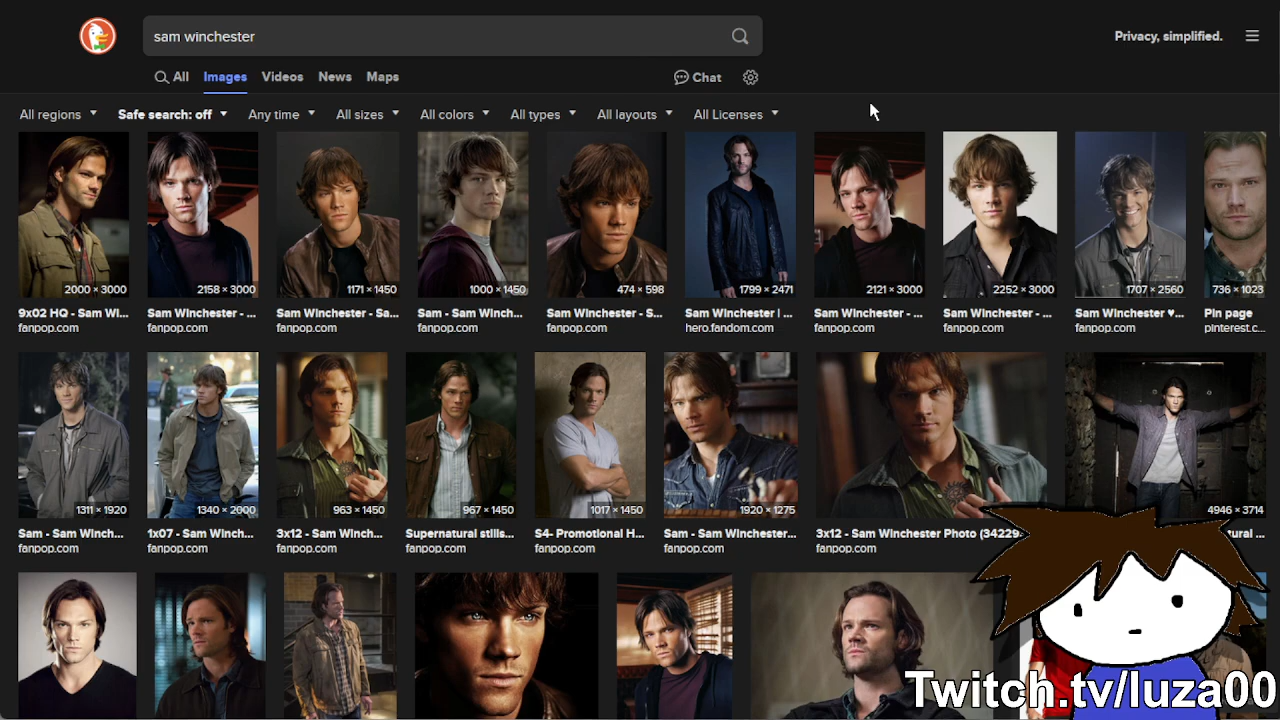 sam winchester
Privacy, simplified.
All Images Videos News Maps Chat
All regions Safe search: off Any time All sizes All colors All types All layouts All Licenses
2000 × 3000 2158 × 3000 1171 × 1450 1000 × 1450 474 × 598 1799 × 2471 2121 × 3000 2252 × 3000 1707 × 2560 736 × 1023
9x02 HQ - Sam Wi... Sam Winchester - ... Sam Winchester - Sa... Sam - Sam Winch... Sam Winchester - S... Sam Winchester | ... Sam Winchester - ... Sam Winchester - ... Sam Winchester ♥... Pin page
fanpop.com fanpop.com fanpop.com fanpop.com fanpop.com hero.fandom.com fanpop.com fanpop.com fanpop.com pinterest.c...
1311 × 1920 1340 × 2000 963 × 1450 967 × 1450 1017 × 1450 1920 × 1275 4946 × 3714
Sam - Sam Winch... 1x07 - Sam Winch... 3x12 - Sam Winch... Supernatural stills... S4- Promotional H... Sam - Sam Winchester... 3x12 - Sam Winchester Photo (34229
fanpop.com fanpop.com fanpop.com fanpop.com fanpop.com fanpop.com fanpop.com
Twitch.tv/luza00